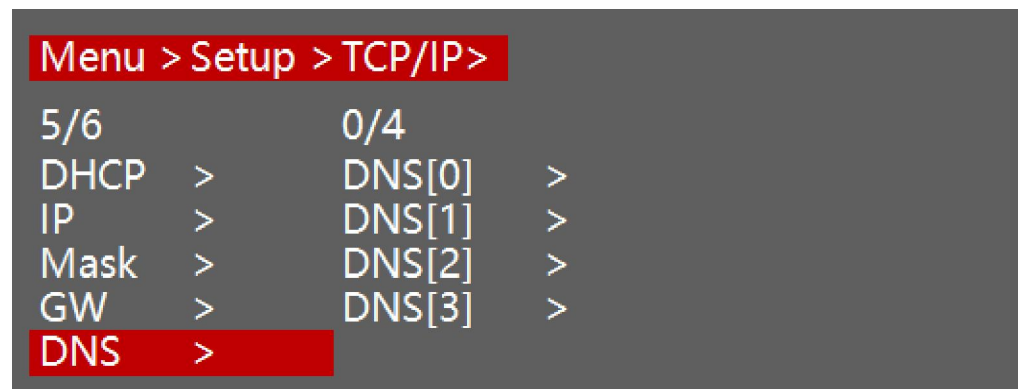 Menu > Setup > TCP/IP>
5/6 0/4
DHCP > DNS[0] >
IP > DNS[1] >
Mask > DNS[2] >
GW > DNS[3] >
DNS >